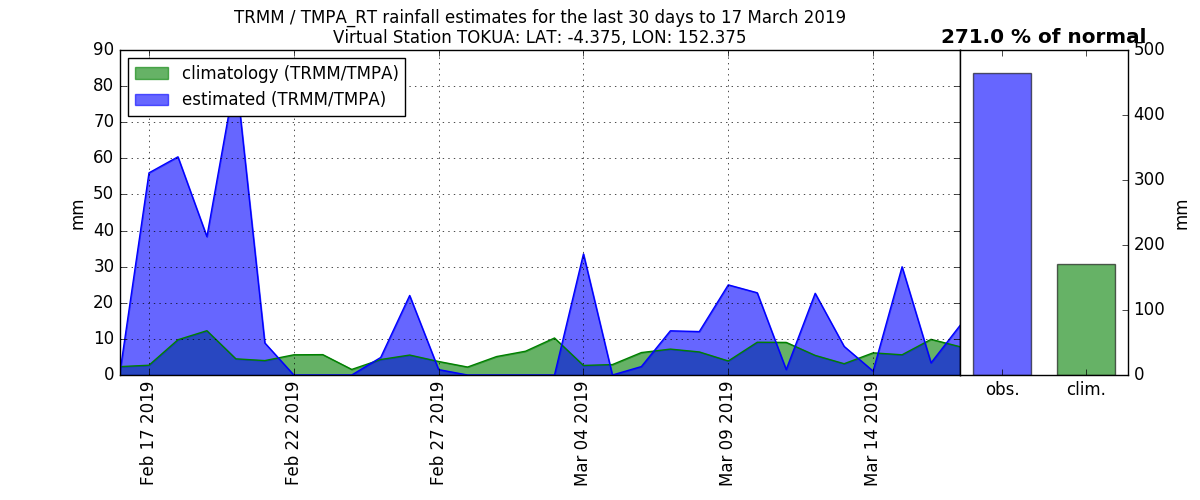 TRMM / TMPA_RT rainfall estimates for the last 30 days to 17 March 2019
Virtual Station TOKUA: LAT: -4.375, LON: 152.375
271.0 % of normal
climatology (TRMM/TMPA)
estimated (TRMM/TMPA)
mm
90
80
70
60
50
40
30
20
10
0
Feb 17 2019
Feb 22 2019
Feb 27 2019
Mar 04 2019
Mar 09 2019
Mar 14 2019
obs.
clim.
500
400
300
200
100
0
mm